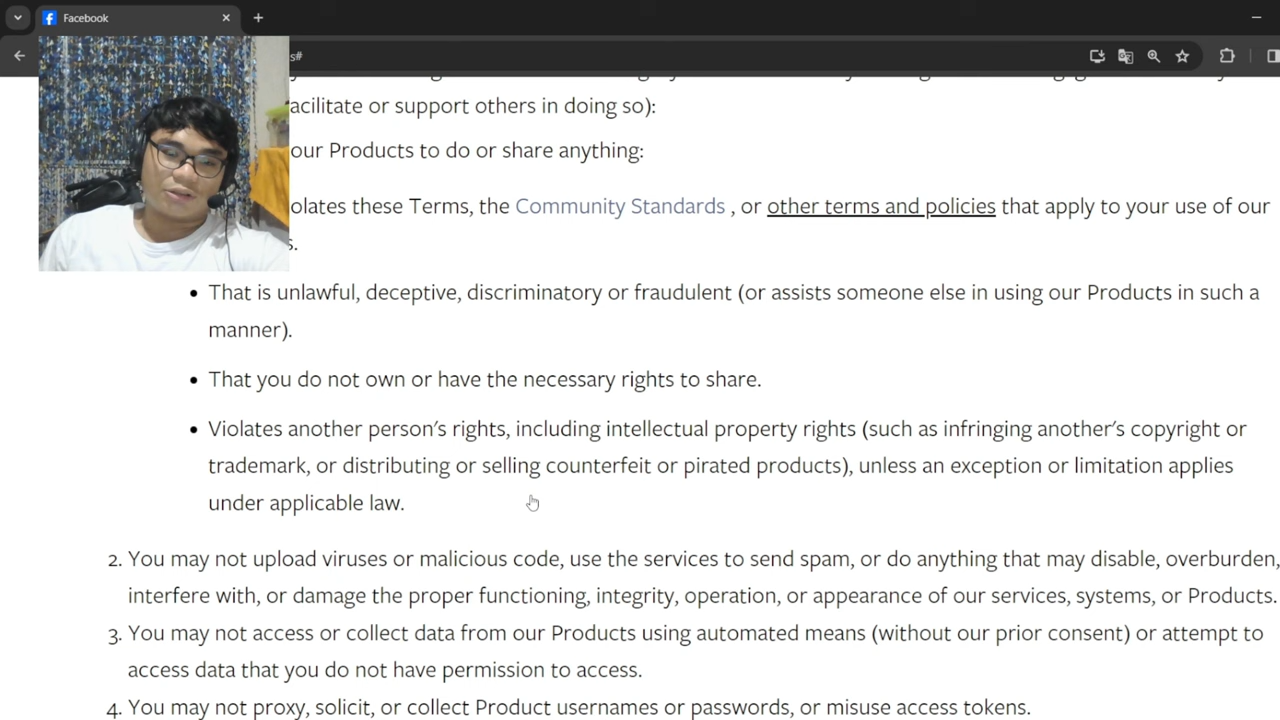 Facebook
s#
acilitate or support others in doing so):
our Products to do or share anything:
olates these Terms, the Community Standards , or other terms and policies that apply to your use of our
s.
• That is unlawful, deceptive, discriminatory or fraudulent (or assists someone else in using our Products in such a
manner).
• That you do not own or have the necessary rights to share.
• Violates another person's rights, including intellectual property rights (such as infringing another's copyright or
trademark, or distributing or selling counterfeit or pirated products), unless an exception or limitation applies
under applicable law.
2. You may not upload viruses or malicious code, use the services to send spam, or do anything that may disable, overburden,
interfere with, or damage the proper functioning, integrity, operation, or appearance of our services, systems, or Products.
3. You may not access or collect data from our Products using automated means (without our prior consent) or attempt to
access data that you do not have permission to access.
4. You may not proxy, solicit, or collect Product usernames or passwords, or misuse access tokens.